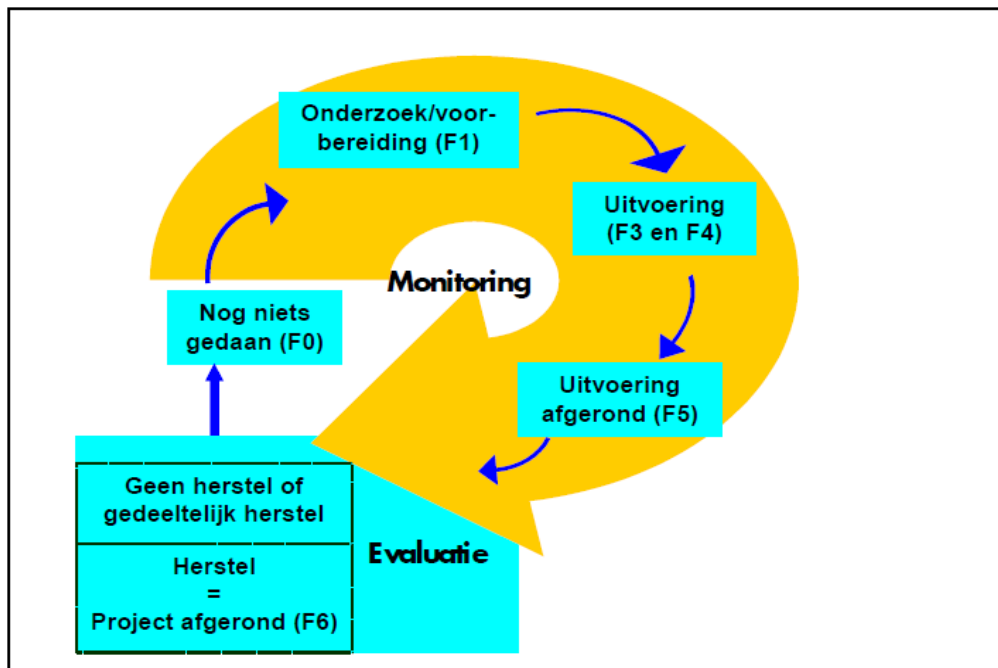 Onderzoek/voor-
bereiding (F1)
Uitvoering
(F3 en F4)
Monitoring
Nog niets
gedaan (F0)
Uitvoering
afgerond (F5)
Geen herstel of
gedeeltelijk herstel
Evaluatie
Herstel
=
Project afgerond (F6)